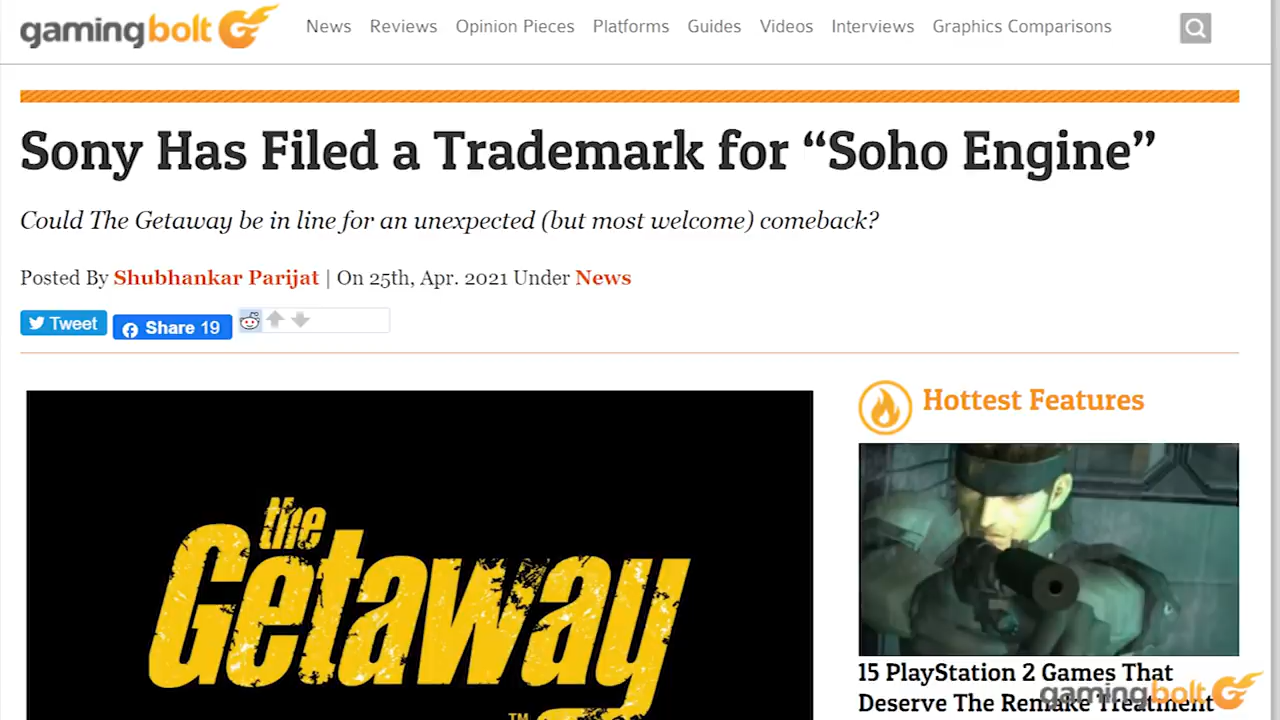 gamingbolt
News Reviews Opinion Pieces Platforms Guides Videos Interviews Graphics Comparisons
Sony Has Filed a Trademark for “Soho Engine”
Could The Getaway be in line for an unexpected (but most welcome) comeback?
Posted By Shubhankar Parijat | On 25th, Apr. 2021 Under News
Tweet Share 19
Hottest Features
the
Getaway
TM
15 PlayStation 2 Games That
Deserve The Remake Treatment
gamingbolt